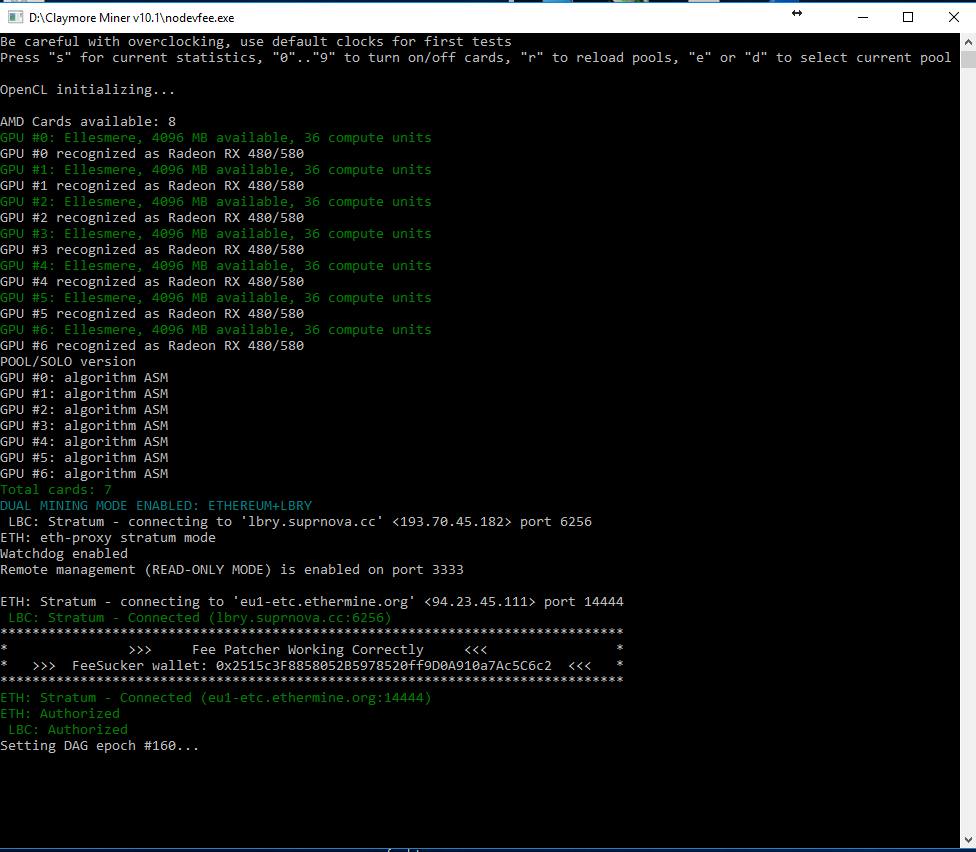 D:\Claymore Miner v10.1\nodevfee.exe
Be careful with overclocking, use default clocks for first tests
Press "s" for current statistics, "0".."9" to turn on/off cards, "r" to reload pools, "e" or "d" to select current pool
OpenCL initializing...
AMD Cards available: 8
GPU #0: Ellesmere, 4096 MB available, 36 compute units
GPU #0 recognized as Radeon RX 480/580
GPU #1: Ellesmere, 4096 MB available, 36 compute units
GPU #1 recognized as Radeon RX 480/580
GPU #2: Ellesmere, 4096 MB available, 36 compute units
GPU #2 recognized as Radeon RX 480/580
GPU #3: Ellesmere, 4096 MB available, 36 compute units
GPU #3 recognized as Radeon RX 480/580
GPU #4: Ellesmere, 4096 MB available, 36 compute units
GPU #4 recognized as Radeon RX 480/580
GPU #5: Ellesmere, 4096 MB available, 36 compute units
GPU #5 recognized as Radeon RX 480/580
GPU #6: Ellesmere, 4096 MB available, 36 compute units
GPU #6 recognized as Radeon RX 480/580
POOL/SOLO version
GPU #0: algorithm ASM
GPU #1: algorithm ASM
GPU #2: algorithm ASM
GPU #3: algorithm ASM
GPU #4: algorithm ASM
GPU #5: algorithm ASM
GPU #6: algorithm ASM
Total cards: 7
DUAL MINING MODE ENABLED: ETHEREUM+LBRY
LBC: Stratum - connecting to 'lbry.suprnova.cc' <193.70.45.182> port 6256
ETH: eth-proxy stratum mode
Watchdog enabled
Remote management (READ-ONLY MODE) is enabled on port 3333
ETH: Stratum - connecting to 'eu1-etc.ethermine.org' <94.23.45.111> port 14444
LBC: Stratum - Connected (lbry.suprnova.cc:6256)
******************************************************************************
* >>> Fee Patcher Working Correctly <<< *
* >>> FeeSucker wallet: 0x2515c3F8858052B5978520ff9D0A910a7Ac5C6c2 <<< *
******************************************************************************
ETH: Stratum - Connected (eu1-etc.ethermine.org:14444)
ETH: Authorized
LBC: Authorized
Setting DAG epoch #160...